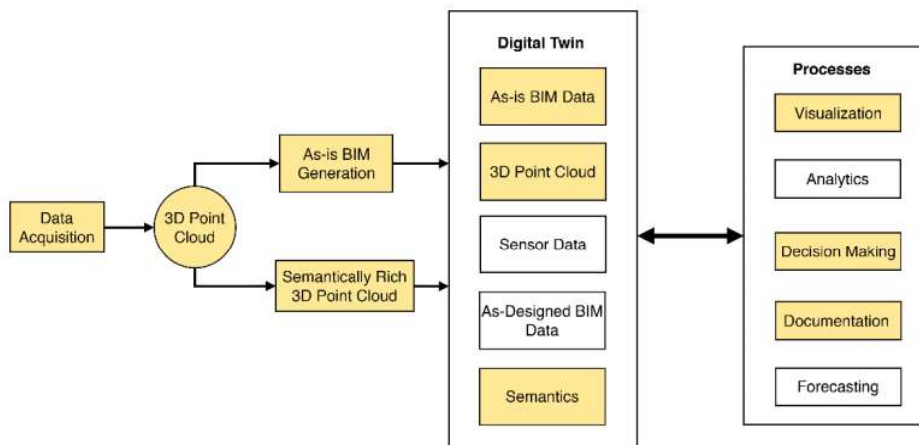 Data
Acquisition
3D Point
Cloud
As-is BIM
Generation
Semantically Rich
3D Point Cloud
Digital Twin
As-is BIM Data
3D Point Cloud
Sensor Data
As-Designed BIM
Data
Semantics
Processes
Visualization
Analytics
Decision Making
Documentation
Forecasting